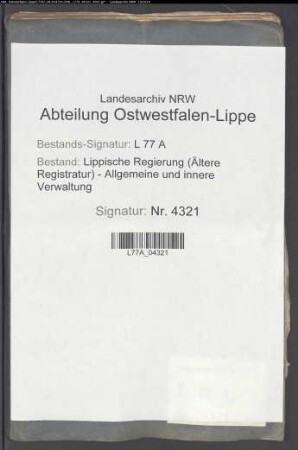 Landesarchiv NRW
Abteilung Ostwestfalen-Lippe
Bestands-Signatur: L 77 A
Bestand: Lippische Regierung (Ältere
Registratur) - Allgemeine und innere
Verwaltung
Signatur: Nr. 4321
L77A_04321